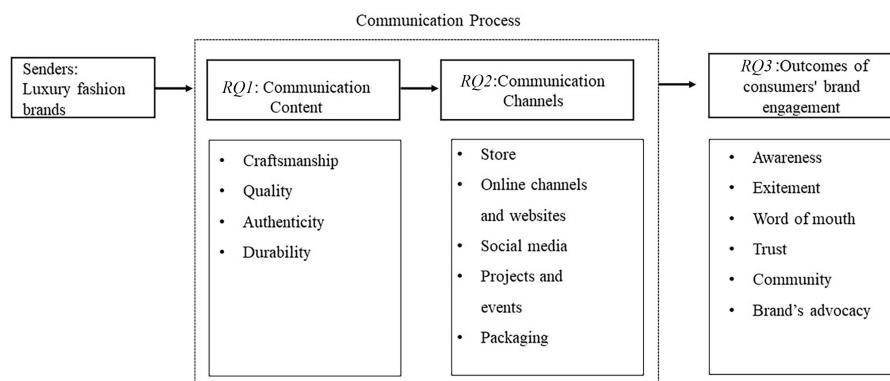 Communication Process
Senders:
Luxury fashion
brands
RQ1: Communication
Content
RQ2:Communication
Channels
RQ3:Outcomes of
consumers' brand
engagement
• Craftsmanship
• Quality
• Authenticity
• Durability
• Store
• Online channels
and websites
• Social media
• Projects and
events
• Packaging
• Awareness
• Exitement
• Word of mouth
• Trust
• Community
• Brand’s advocacy